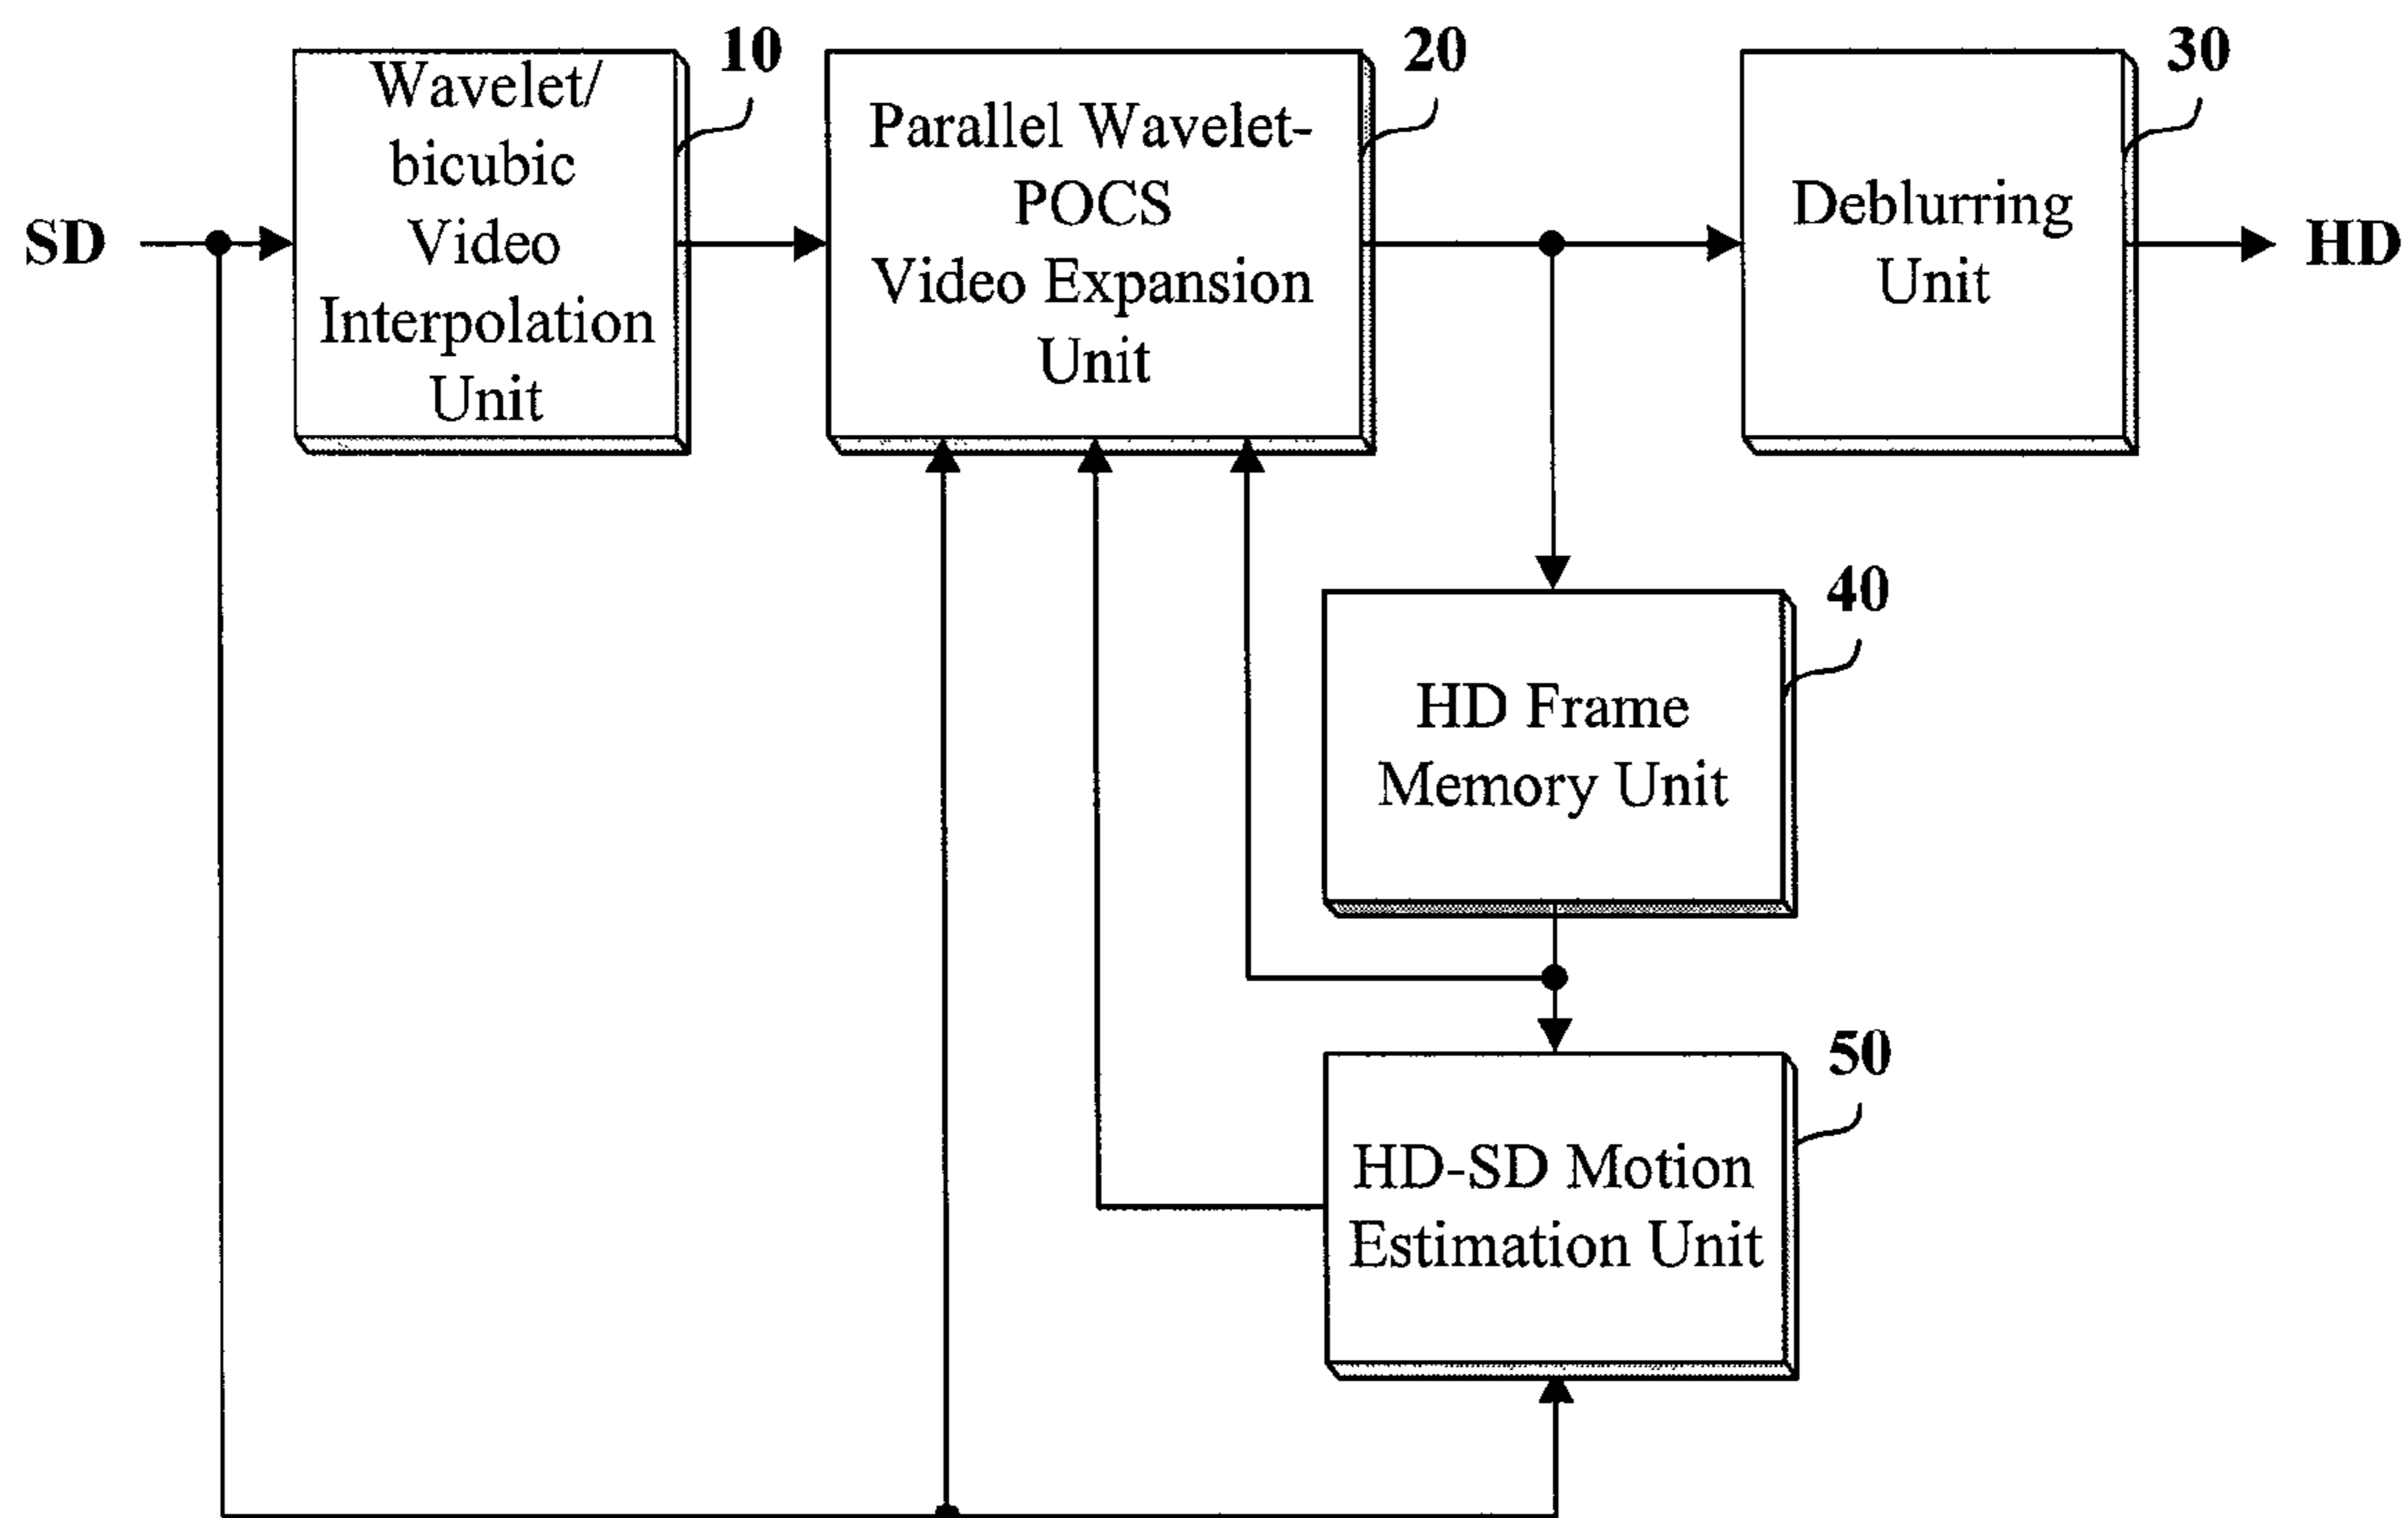 SD
10
Wavelet/
bicubic
Video
Interpolation
Unit
20
Parallel Wavelet-
POCS
Video Expansion
Unit
30
Deblurring
Unit
HD
40
HD Frame
Memory Unit
50
HD-SD Motion
Estimation Unit